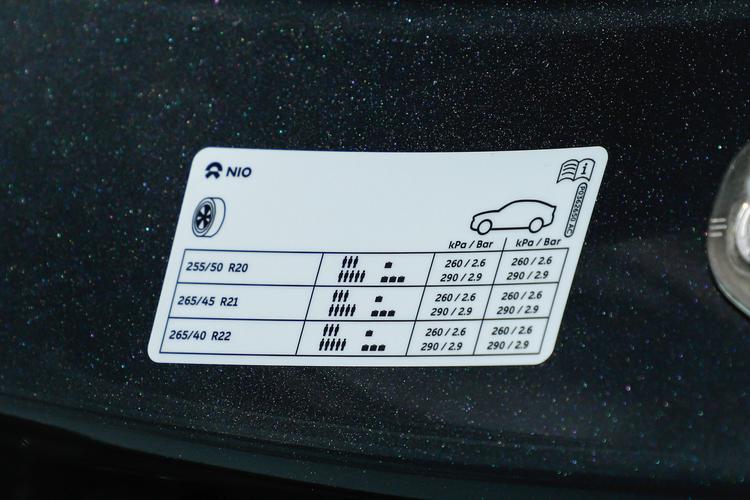 NIO
i
P0362650 AC
kPa / Bar kPa / Bar
255/50 R20 260 / 2.6 260 / 2.6
290 / 2.9 290 / 2.9
265/45 R21 260 / 2.6 260 / 2.6
290 / 2.9 290 / 2.9
265/40 R22 260 / 2.6 260 / 2.6
290 / 2.9 290 / 2.9